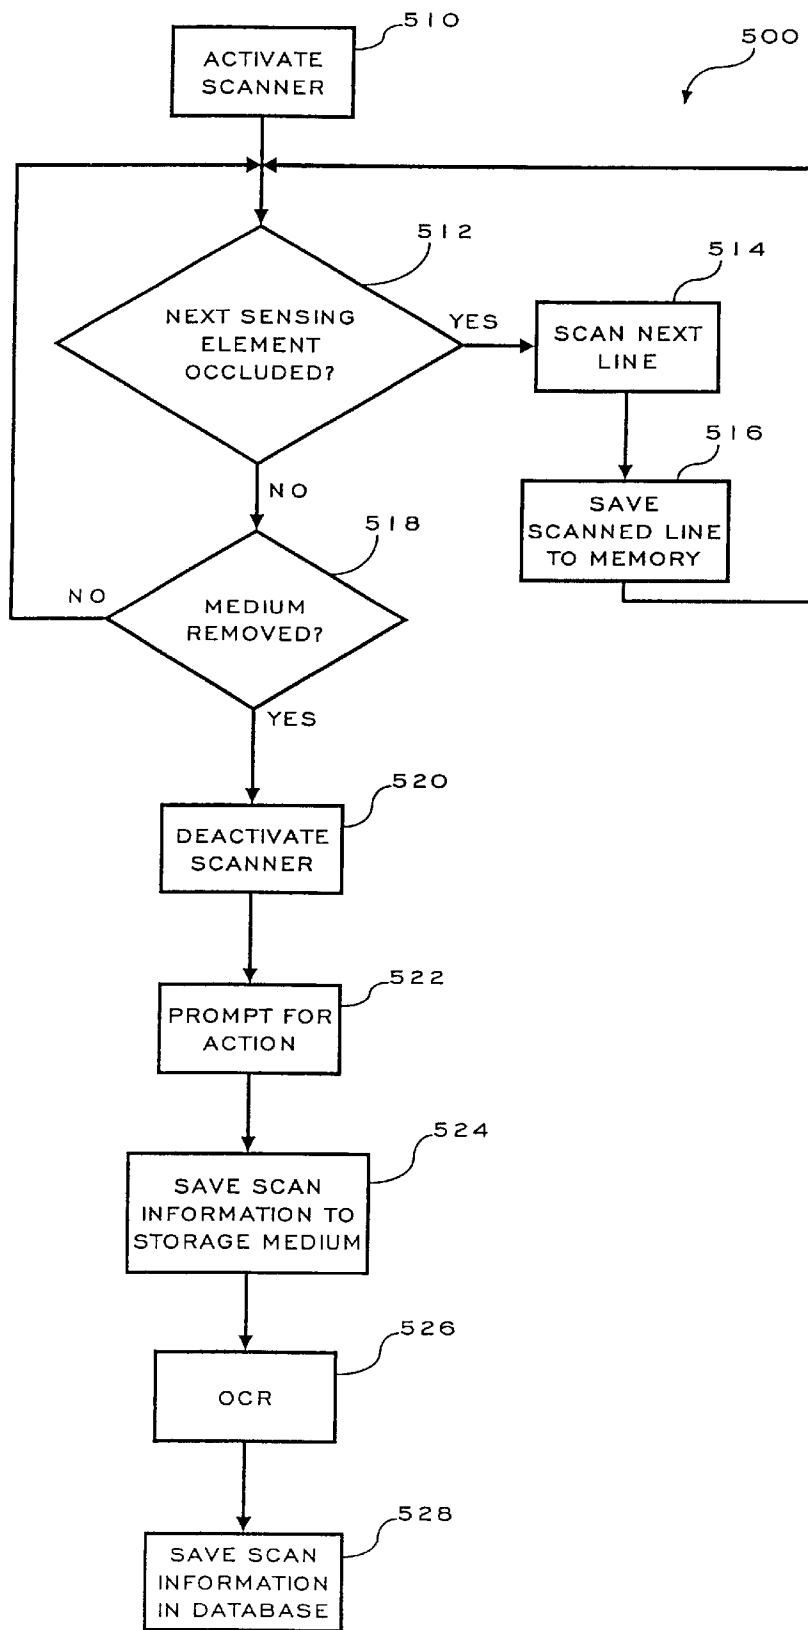 510
ACTIVATE
SCANNER
500
512
NEXT SENSING
ELEMENT
OCCLUDED?
YES
514
SCAN NEXT
LINE
516
SAVE
SCANNED LINE
TO MEMORY
NO
518
NO
MEDIUM
REMOVED?
YES
520
DEACTIVATE
SCANNER
522
PROMPT FOR
ACTION
524
SAVE SCAN
INFORMATION TO
STORAGE MEDIUM
526
OCR
528
SAVE SCAN
INFORMATION
IN DATABASE